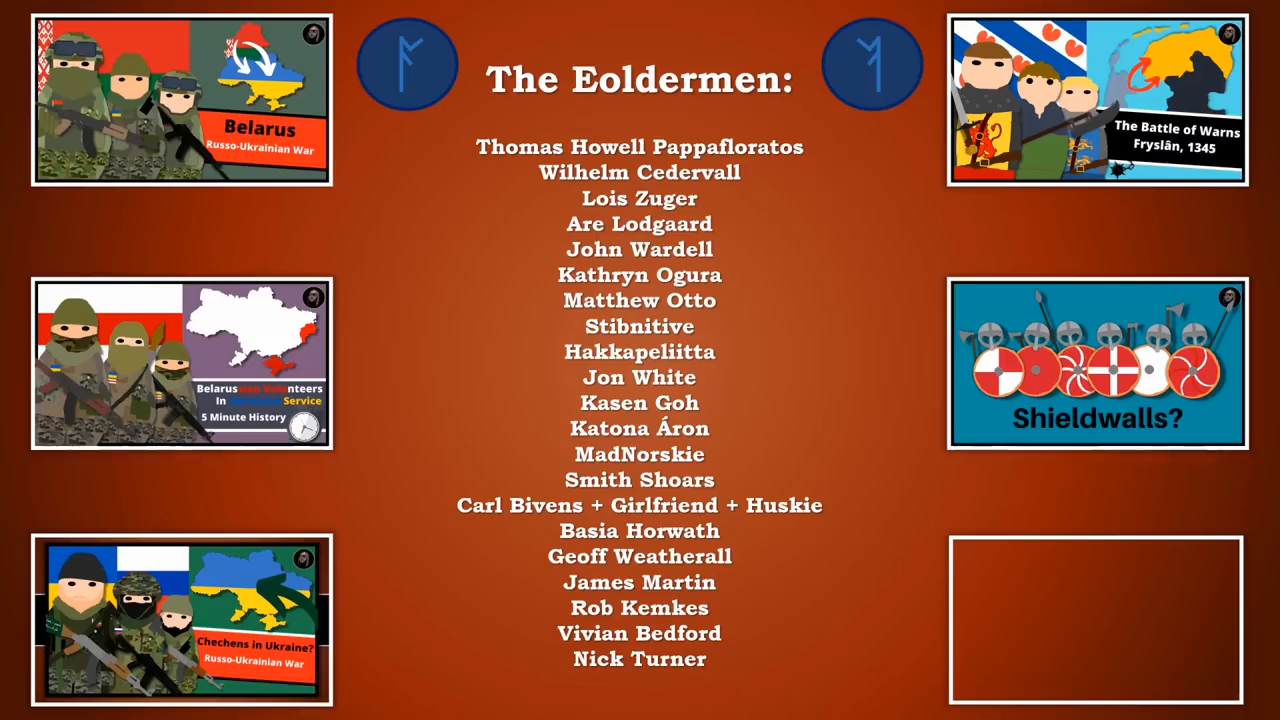 The Eoldermen:
Thomas Howell Pappafloratos
Wilhelm Cedervall
Lois Zuger
Are Lodgaard
John Wardell
Kathryn Ogura
Matthew Otto
Stibnitive
Hakkapeliitta
Jon White
Kasen Goh
Katona Áron
MadNorskie
Smith Shoars
Carl Bivens + Girlfriend + Huskie
Basia Horwath
Geoff Weatherall
James Martin
Rob Kemkes
Vivian Bedford
Nick Turner
Belarus
Russo-Ukrainian War
Belarussian Volunteers
In Service
5 Minute History
Chechens in Ukraine?
Russo-Ukrainian War
The Battle of Warns
Fryslân, 1345
Shieldwalls?